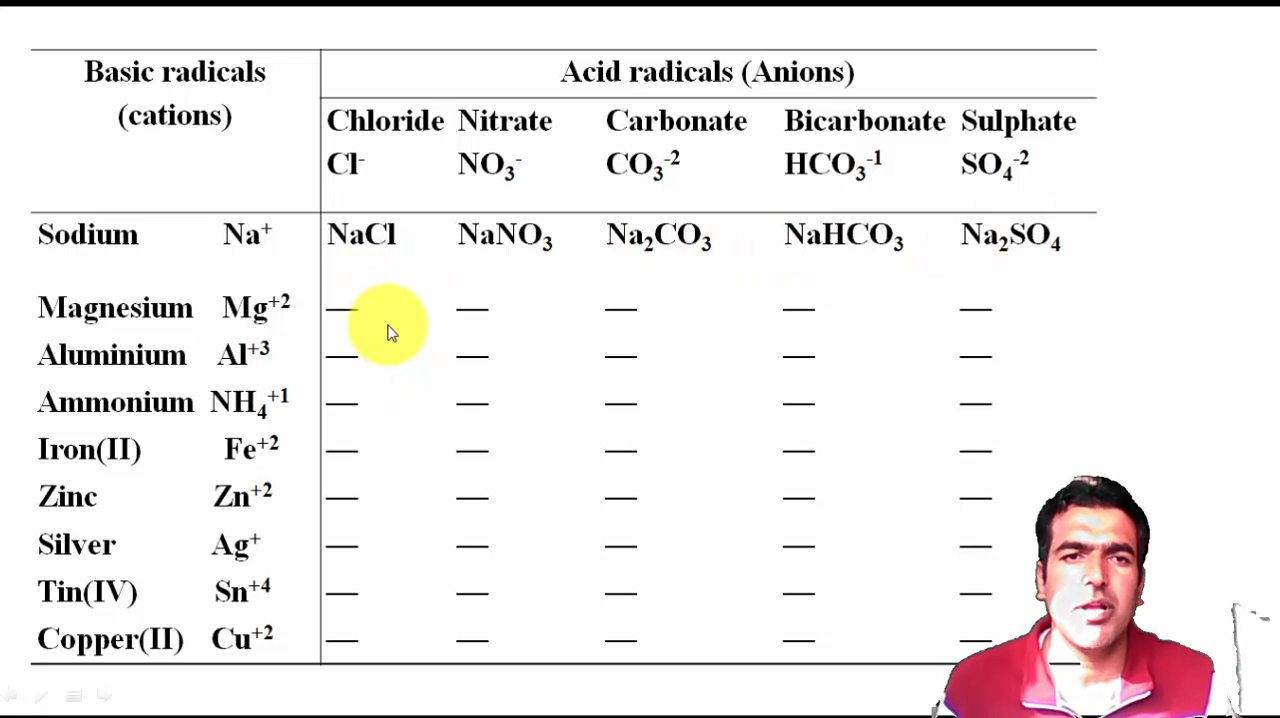 Basic radicals (cations) Acid radicals (Anions)
Chloride Nitrate Carbonate Bicarbonate Sulphate
Cl⁻ NO₃⁻ CO₃⁻² HCO₃⁻¹ SO₄⁻²
Sodium Na⁺ NaCl NaNO₃ Na₂CO₃ NaHCO₃ Na₂SO₄
Magnesium Mg⁺² — — — — —
Aluminium Al⁺³ — — — — —
Ammonium NH₄⁺¹ — — — — —
Iron(II) Fe⁺² — — — — —
Zinc Zn⁺² — — — — —
Silver Ag⁺ — — — — —
Tin(IV) Sn⁺⁴ — — — — —
Copper(II) Cu⁺² — — — — —